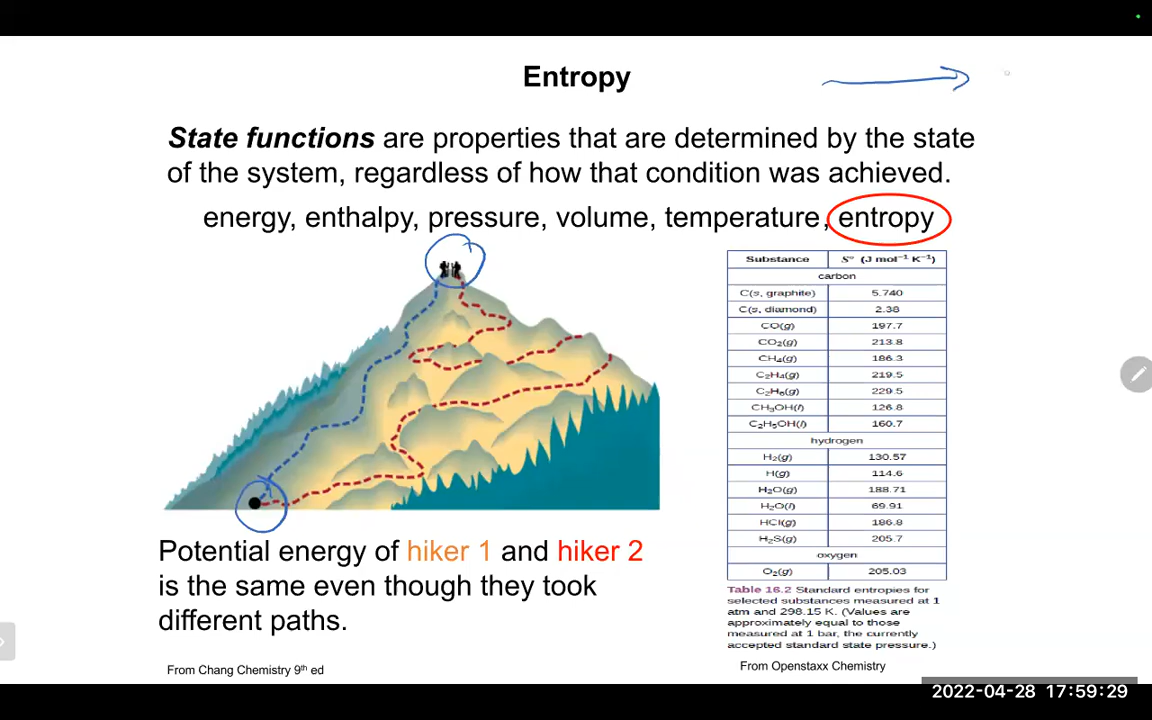 Entropy
State functions are properties that are determined by the state
of the system, regardless of how that condition was achieved.
energy, enthalpy, pressure, volume, temperature, entropy
Substance S° (J mol⁻¹ K⁻¹)
carbon
C(s, graphite) 5.740
C(s, diamond) 2.38
CO(g) 197.7
CO₂(g) 213.8
CH₄(g) 186.3
C₂H₄(g) 219.5
C₂H₆(g) 229.5
CH₃OH(l) 126.8
C₂H₅OH(l) 160.7
hydrogen
H₂(g) 130.57
H(g) 114.6
H₂O(g) 188.71
H₂O(l) 69.91
HCl(g) 186.8
H₂S(g) 205.7
oxygen
O₂(g) 205.03
Table 16.2 Standard entropies for
selected substances measured at 1
atm and 298.15 K. (Values are
approximately equal to those
measured at 1 bar, the currently
accepted standard state pressure.)
Potential energy of hiker 1 and hiker 2
is the same even though they took
different paths.
From Chang Chemistry 9th ed
From Openstaxx Chemistry
2022-04-28 17:59:29